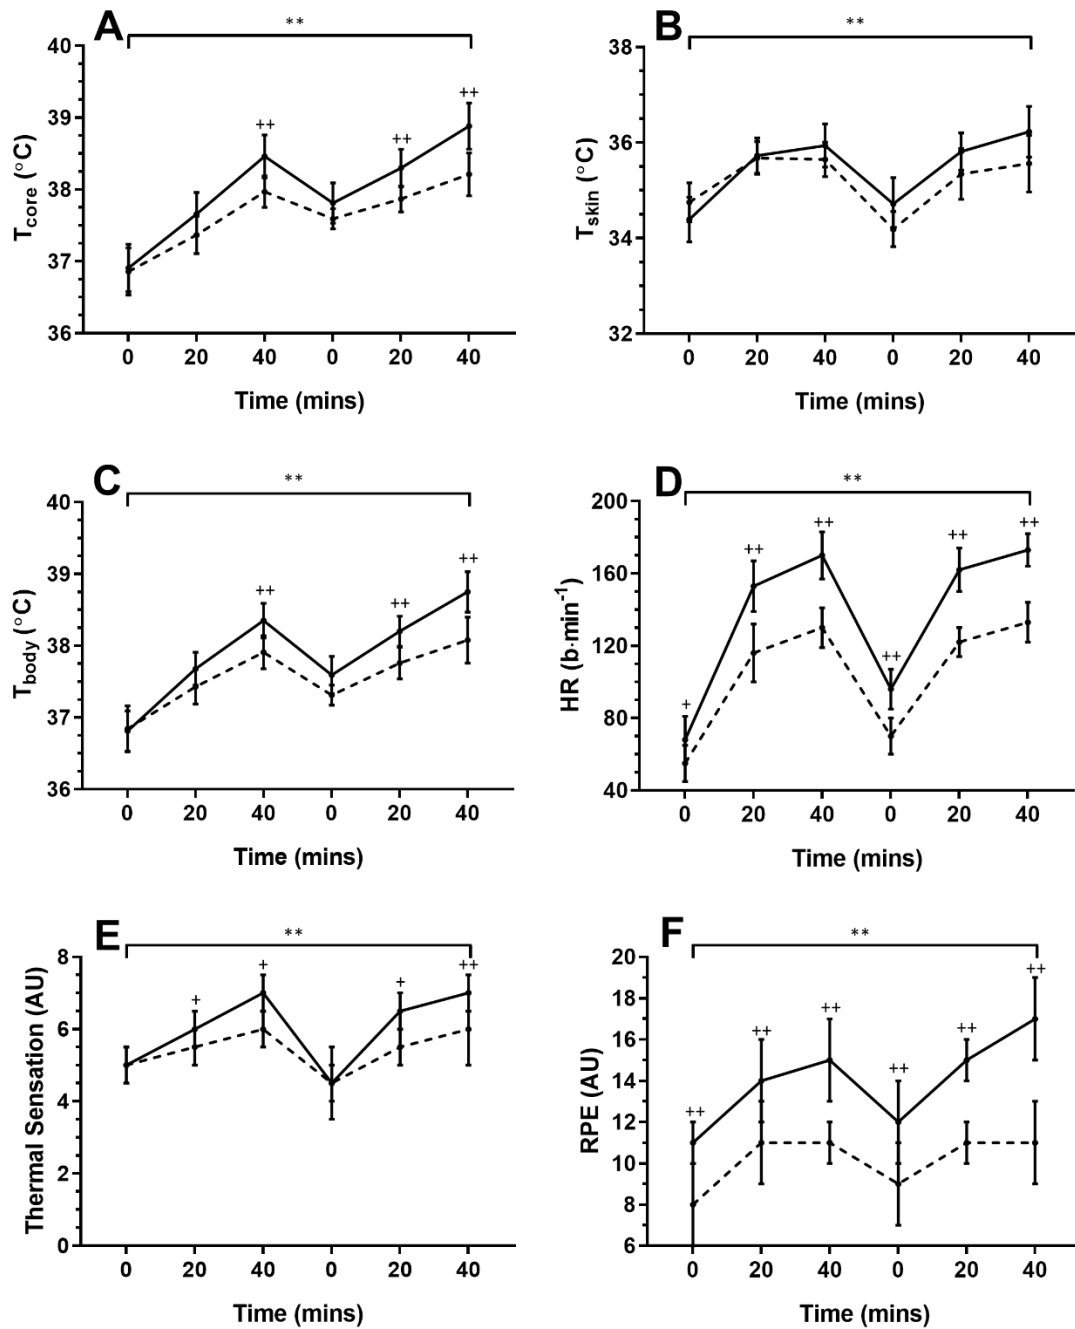 A
**
40
39
38
37
36
++
++
++
T_core (°C)
0 20 40 0 20 40
Time (mins)
B
**
38
36
34
32
T_skin (°C)
0 20 40 0 20 40
Time (mins)
C
**
40
39
38
37
36
++
++
++
T_body (°C)
0 20 40 0 20 40
Time (mins)
D
**
200
160
120
80
40
+
++
++
++
++
++
HR (b·min⁻¹)
0 20 40 0 20 40
Time (mins)
E
**
8
6
4
2
0
+
+
+
++
Thermal Sensation (AU)
0 20 40 0 20 40
Time (mins)
F
**
20
18
16
14
12
10
8
6
++
++
++
++
++
++
RPE (AU)
0 20 40 0 20 40
Time (mins)